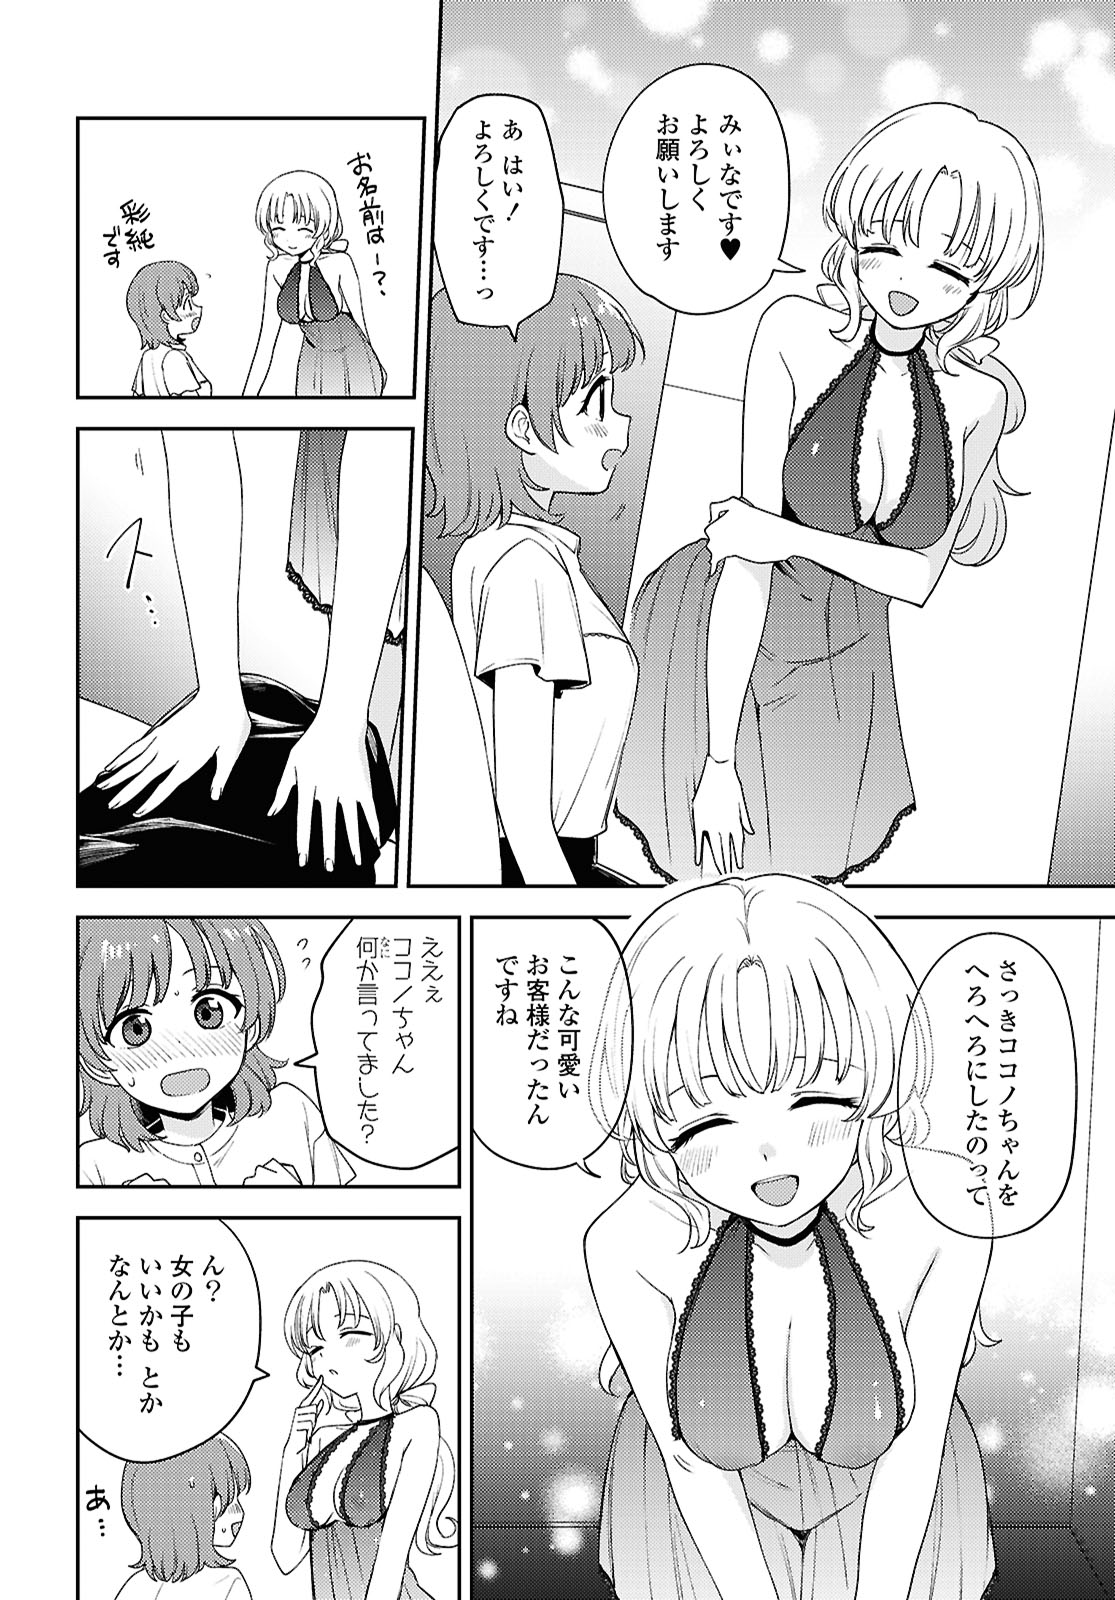 みぃなです♥
よろしく
お願いします
あ はい！
よろしくです…っ
お名前はー？
彩純
です
ス…
さっきココノちゃんを
へろへろにしたのって
こんな可愛い
お客様だったん
ですね
えぇぇ
ココノちゃん
何か言ってました？
なに
ん？
女の子も
いいかも とか
なんとか…
あ…